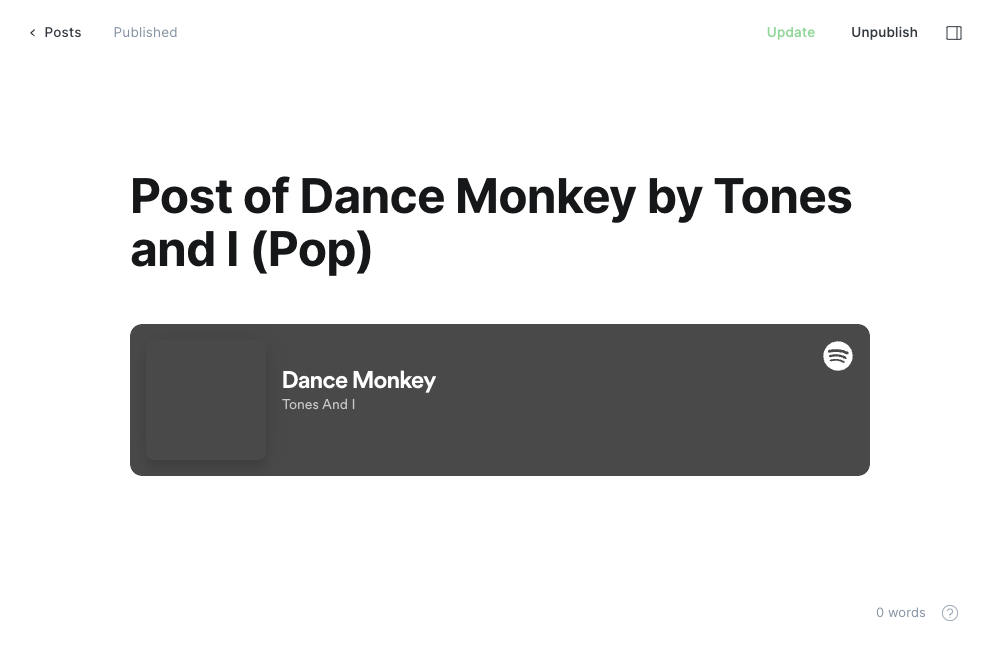 Posts
Published
Update
Unpublish
Post of Dance Monkey by Tones
and I (Pop)
Dance Monkey
Tones And I
0 words
?